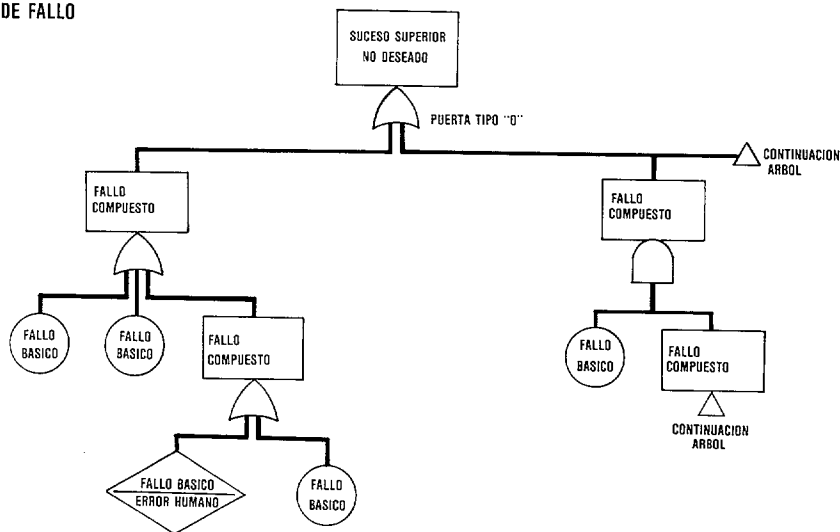 DE FALLO
SUCESO SUPERIOR
NO DESEADO
PUERTA TIPO "O"
CONTINUACION
ARBOL
FALLO
COMPUESTO
FALLO
COMPUESTO
FALLO
BASICO
FALLO
BASICO
FALLO
COMPUESTO
FALLO
BASICO
FALLO
COMPUESTO
CONTINUACION
ARBOL
FALLO BASICO
ERROR HUMANO
FALLO
BASICO